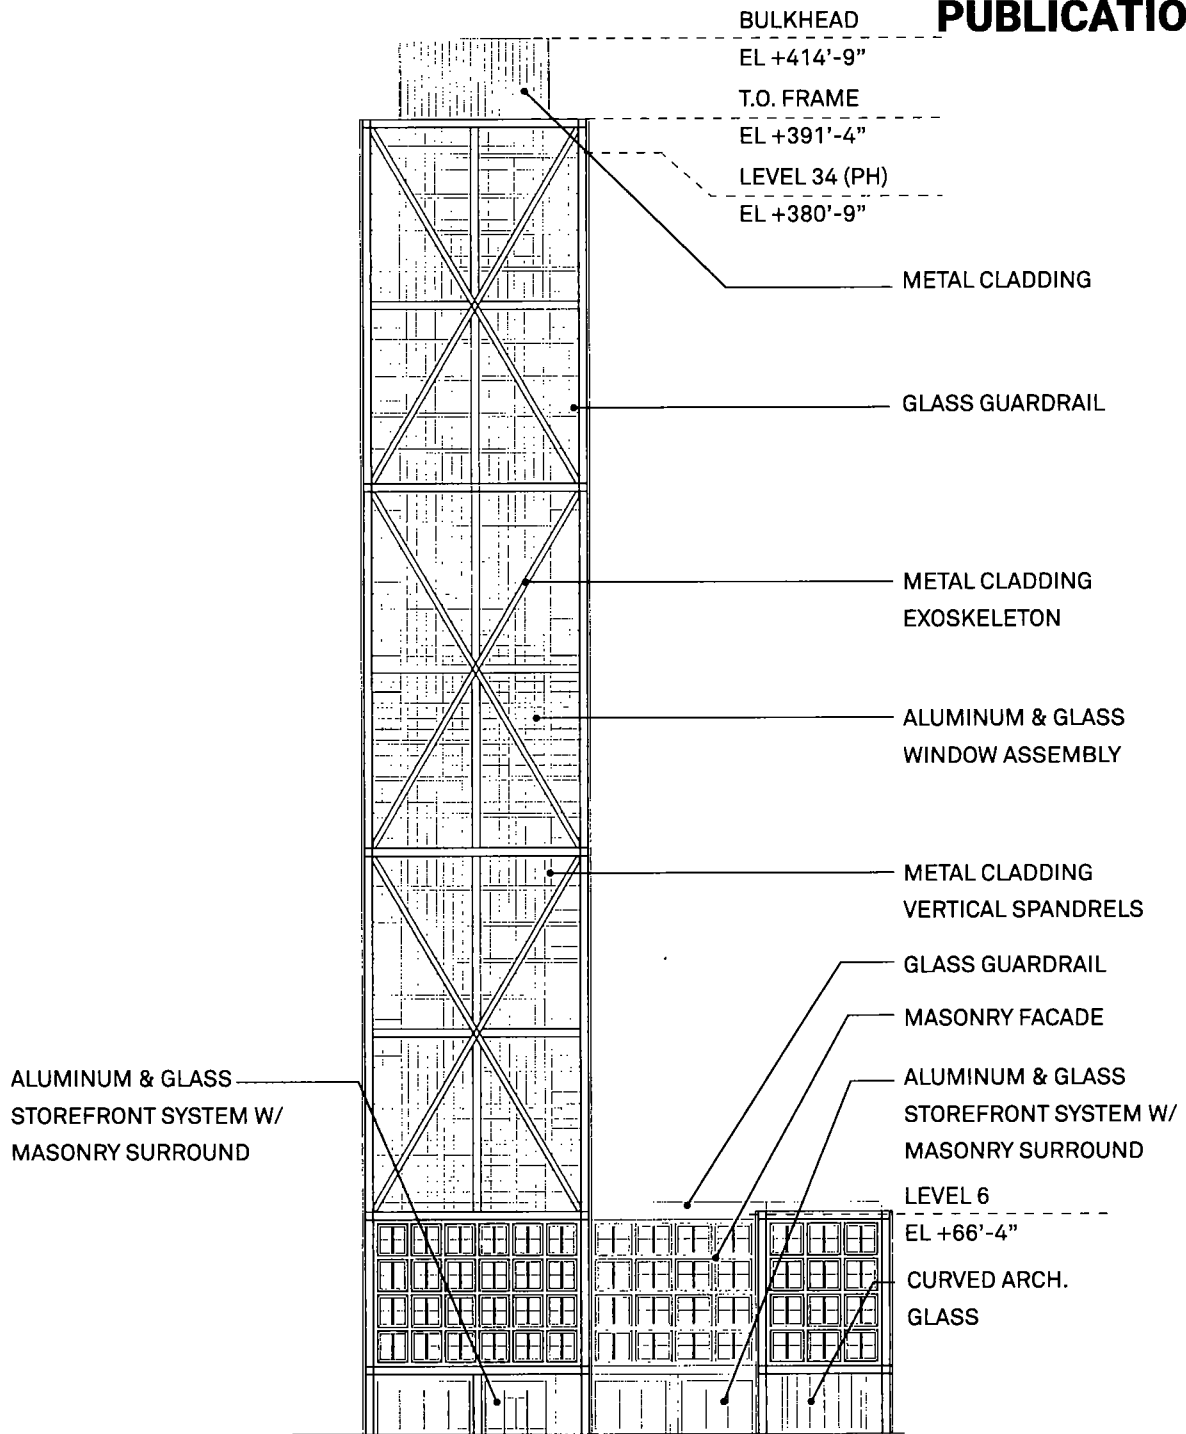 PUBLICATIO
BULKHEAD
EL +414'-9"
T.O. FRAME
EL +391'-4"
LEVEL 34 (PH)
EL +380'-9"
METAL CLADDING
GLASS GUARDRAIL
METAL CLADDING
EXOSKELETON
ALUMINUM & GLASS
WINDOW ASSEMBLY
METAL CLADDING
VERTICAL SPANDRELS
GLASS GUARDRAIL
MASONRY FACADE
ALUMINUM & GLASS
STOREFRONT SYSTEM W/
MASONRY SURROUND
ALUMINUM & GLASS
STOREFRONT SYSTEM W/
MASONRY SURROUND
LEVEL 6
EL +66'-4"
CURVED ARCH.
GLASS